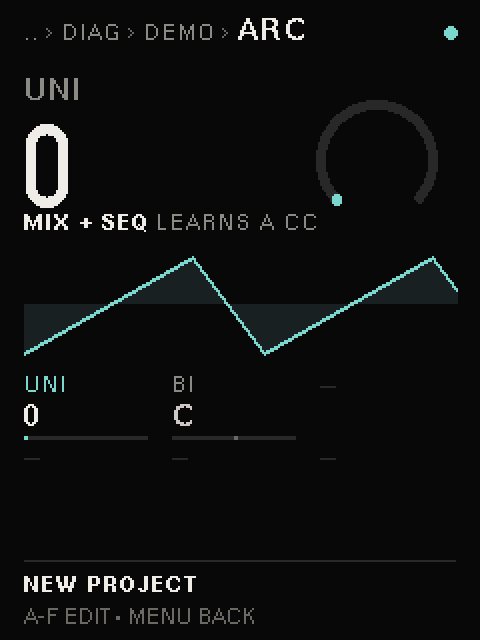 ..› DIAG › DEMO › ARC
UNI
0
MIX + SEQ LEARNS A CC
UNI BI —
0 C
— — —
NEW PROJECT
A-F EDIT· MENU BACK